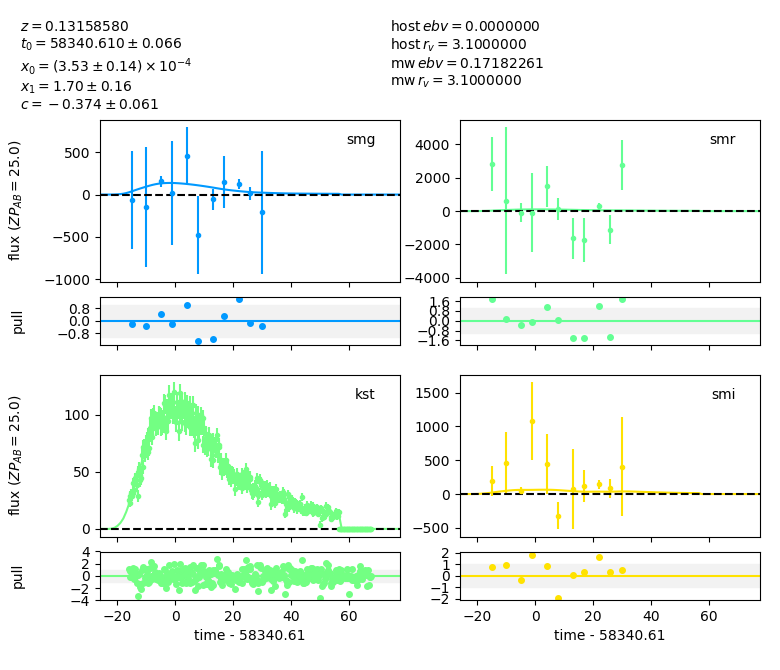 z = 0.13158580
host ebv = 0.0000000
t₀ = 58340.610 ± 0.066
host r_v = 3.1000000
x₀ = (3.53 ± 0.14) × 10⁻⁴
mw ebv = 0.17182261
x₁ = 1.70 ± 0.16
mw r_v = 3.1000000
c = −0.374 ± 0.061
flux (ZP_AB = 25.0)
smg
500
0
−500
−1000
smr
4000
2000
0
−2000
−4000
pull
0.8
0.0
−0.8
1.6
0.8
0.0
−0.8
−1.6
flux (ZP_AB = 25.0)
kst
100
50
0
smi
1500
1000
500
0
−500
pull
4
2
0
−2
−4
2
1
0
−1
−2
−20 0 20 40 60
−20 0 20 40 60
time - 58340.61
time - 58340.61